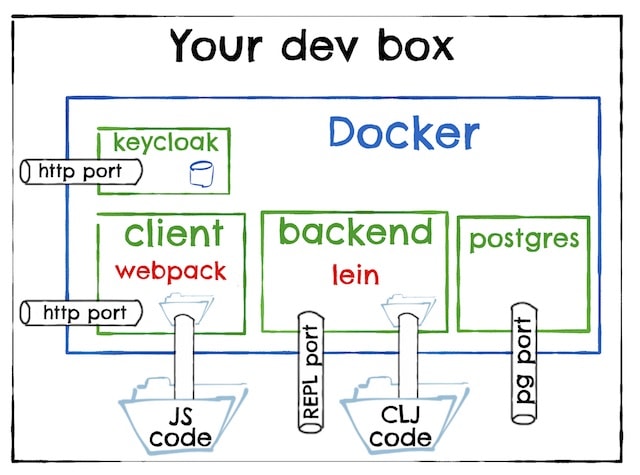 Your dev box
Docker
keycloak
http port
client
webpack
backend
lein
postgres
http port
REPL port
pg port
JS
code
CLJ
code